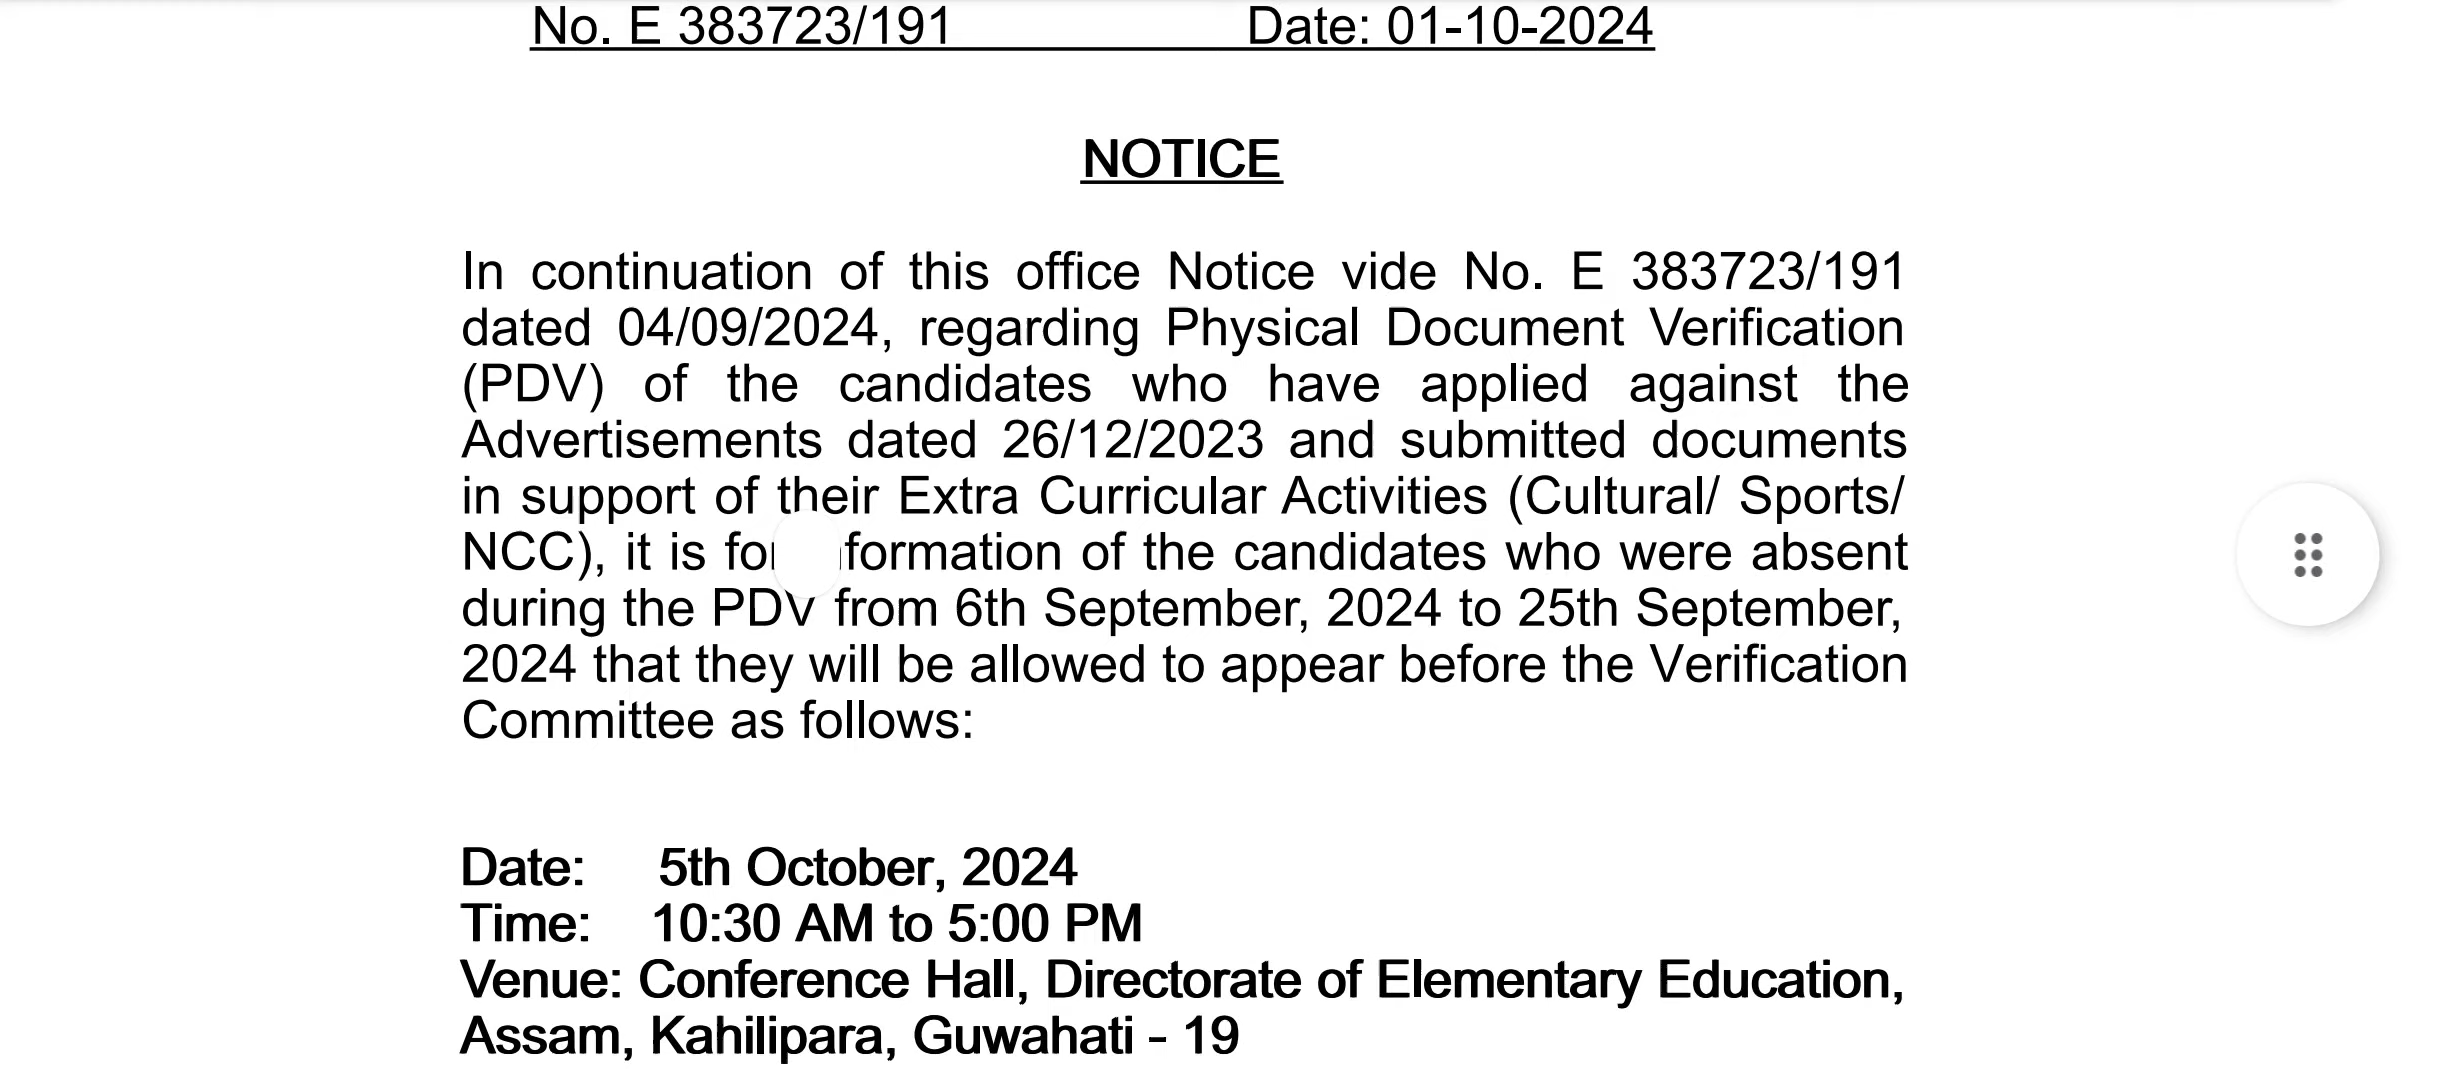 No. E 383723/191 Date: 01-10-2024
NOTICE
In continuation of this office Notice vide No. E 383723/191
dated 04/09/2024, regarding Physical Document Verification
(PDV) of the candidates who have applied against the
Advertisements dated 26/12/2023 and submitted documents
in support of their Extra Curricular Activities (Cultural/ Sports/
NCC), it is formation of the candidates who were absent
during the PDV from 6th September, 2024 to 25th September,
2024 that they will be allowed to appear before the Verification
Committee as follows:
Date: 5th October, 2024
Time: 10:30 AM to 5:00 PM
Venue: Conference Hall, Directorate of Elementary Education,
Assam, Kahilipara, Guwahati - 19